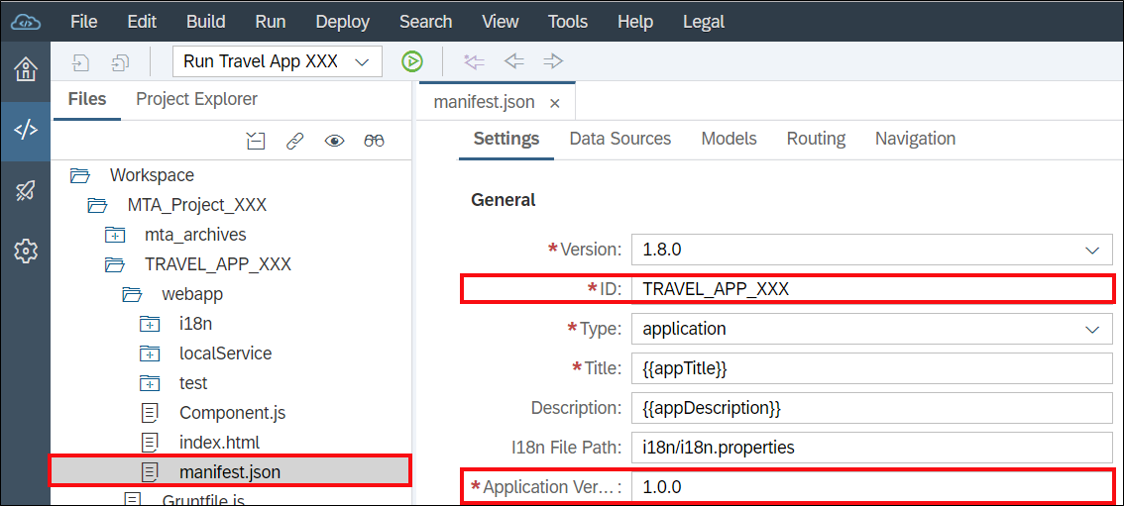 File Edit Build Run Deploy Search View Tools Help Legal
Run Travel App XXX
Files Project Explorer
Workspace
MTA_Project_XXX
mta_archives
TRAVEL_APP_XXX
webapp
i18n
localService
test
Component.js
index.html
manifest.json
Gruntfile.js
manifest.json ×
Settings Data Sources Models Routing Navigation
General
*Version: 1.8.0
*ID: TRAVEL_APP_XXX
*Type: application
*Title: {{appTitle}}
Description: {{appDescription}}
I18n File Path: i18n/i18n.properties
*Application Ver...: 1.0.0